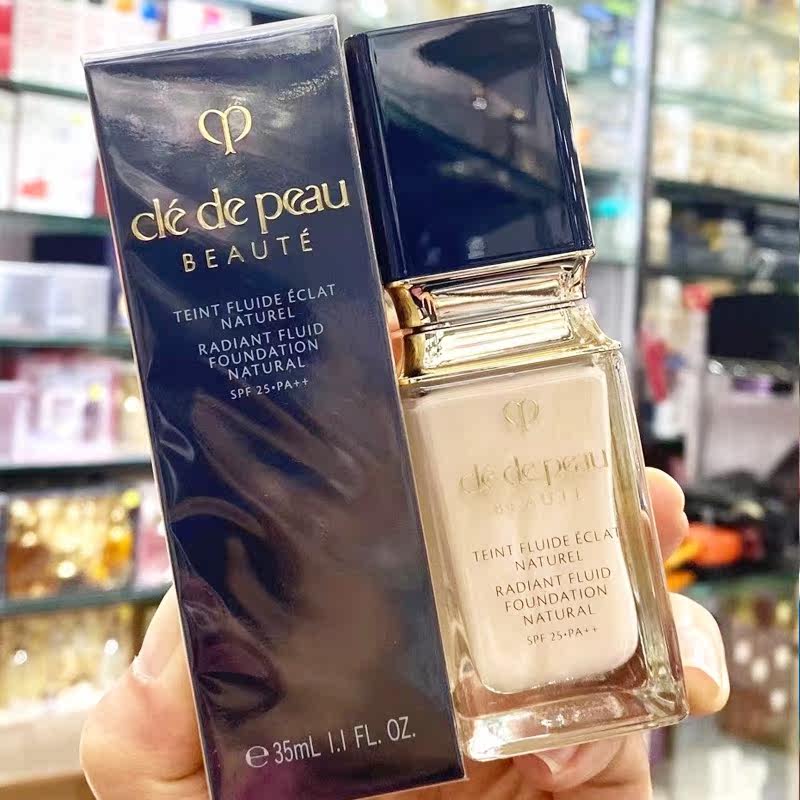 clé de peau
BEAUTÉ
TEINT FLUIDE ÉCLAT
NATUREL
RADIANT FLUID
FOUNDATION
NATURAL
SPF 25•PA++
℮35mL 1.1 FL. OZ.
clé de peau
BEAUTÉ
TEINT FLUIDE ÉCLAT
NATUREL
RADIANT FLUID
FOUNDATION
NATURAL
SPF 25•PA++